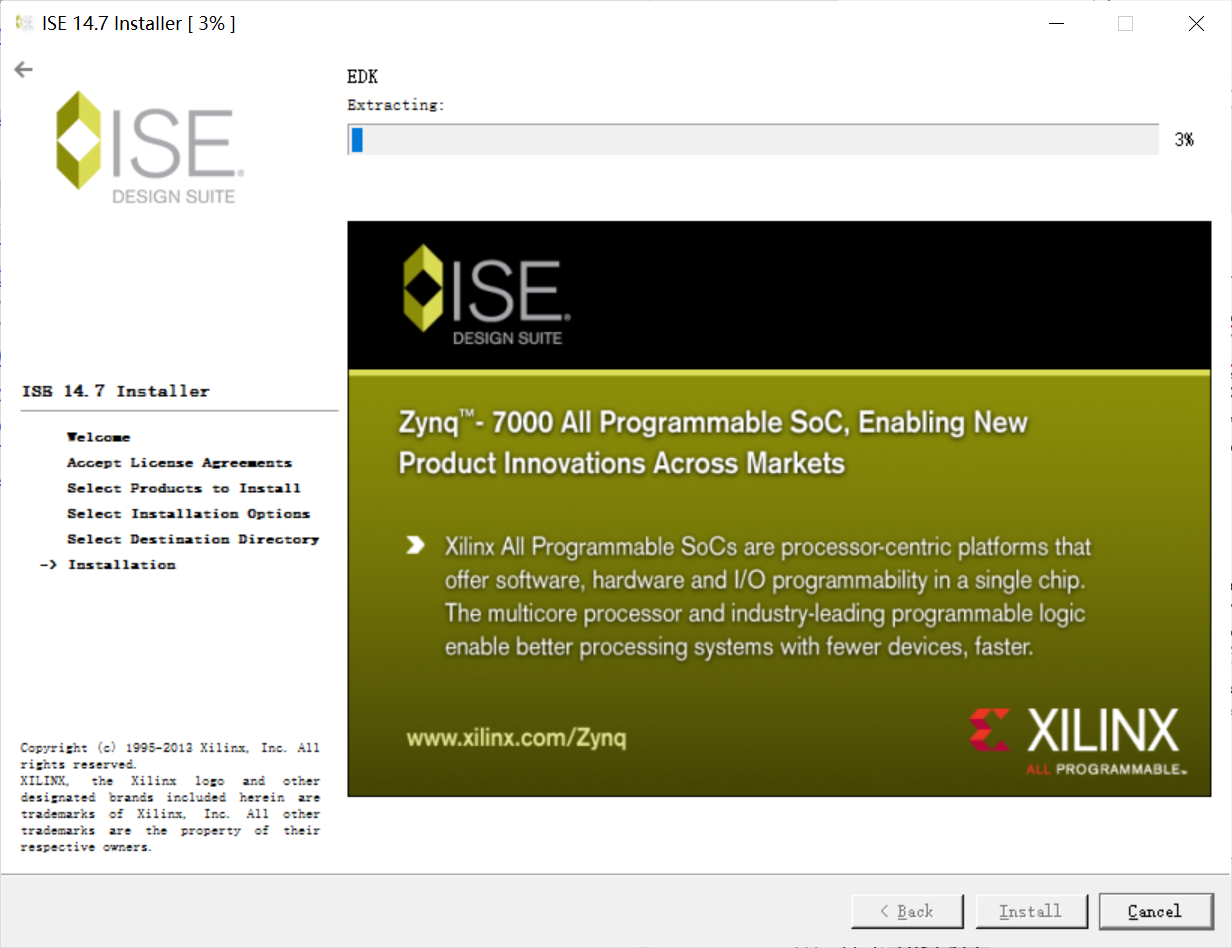 ISE 14.7 Installer [ 3% ]
EDK
Extracting:
3%
ISE®
DESIGN SUITE
ISE 14.7 Installer
Welcome
Accept License Agreements
Select Products to Install
Select Installation Options
Select Destination Directory
-> Installation
Copyright (c) 1995-2013 Xilinx, Inc. All
rights reserved.
XILINX, the Xilinx logo and other
designated brands included herein are
trademarks of Xilinx, Inc. All other
trademarks are the property of their
respective owners.
ISE®
DESIGN SUITE
Zynq™- 7000 All Programmable SoC, Enabling New
Product Innovations Across Markets
Xilinx All Programmable SoCs are processor-centric platforms that
offer software, hardware and I/O programmability in a single chip.
The multicore processor and industry-leading programmable logic
enable better processing systems with fewer devices, faster.
www.xilinx.com/Zynq
XILINX
ALL PROGRAMMABLE™
< Back
Install
Cancel